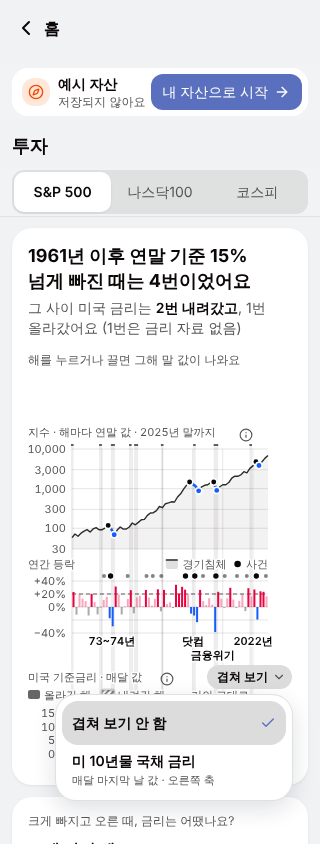 홈
예시 자산
저장되지 않아요
내 자산으로 시작
투자
S&P 500
나스닥100
코스피
1961년 이후 연말 기준 15%
넘게 빠진 때는 4번이었어요
그 사이 미국 금리는 2번 내려갔고, 1번
올라갔어요 (1번은 금리 자료 없음)
해를 누르거나 끌면 그해 말 값이 나와요
지수 · 해마다 연말 값 · 2025년 말까지
10,000
3,000
1,000
300
100
30
연간 등락
경기침체
사건
+40%
+20%
0%
−40%
73~74년
닷컴
2022년
금융위기
미국 기준금리 · 매달 값
겹쳐 보기
15
10
5
0
겹쳐 보기 안 함
미 10년물 국채 금리
매달 마지막 날 값 · 오른쪽 축
크게 빠지고 오른 때, 금리는 어땠나요?